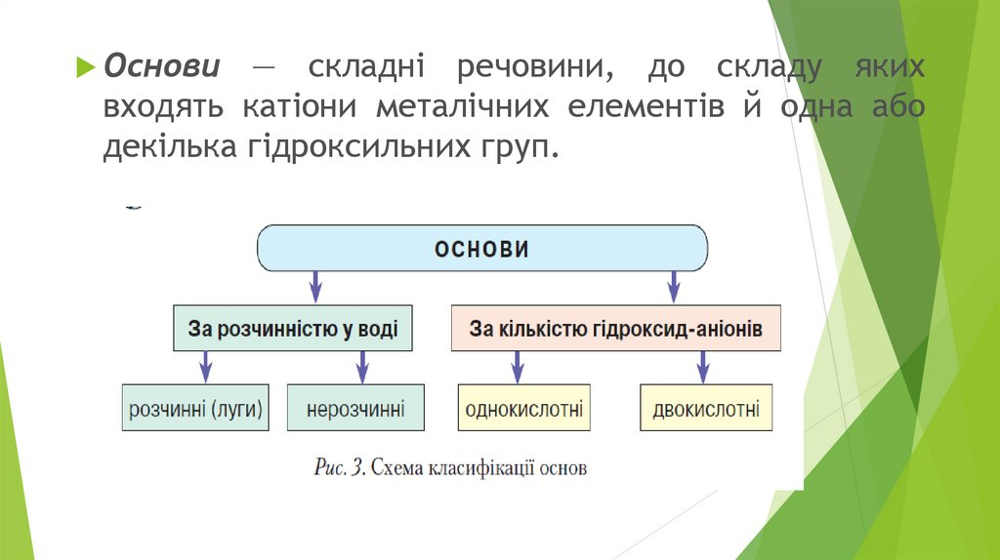 Основи — складні речовини, до складу яких
входять катіони металічних елементів й одна або
декілька гідроксильних груп.
ОСНОВИ
За розчинністю у воді
За кількістю гідроксид-аніонів
розчинні (луги)
нерозчинні
однокислотні
двокислотні
Рис. 3. Схема класифікації основ